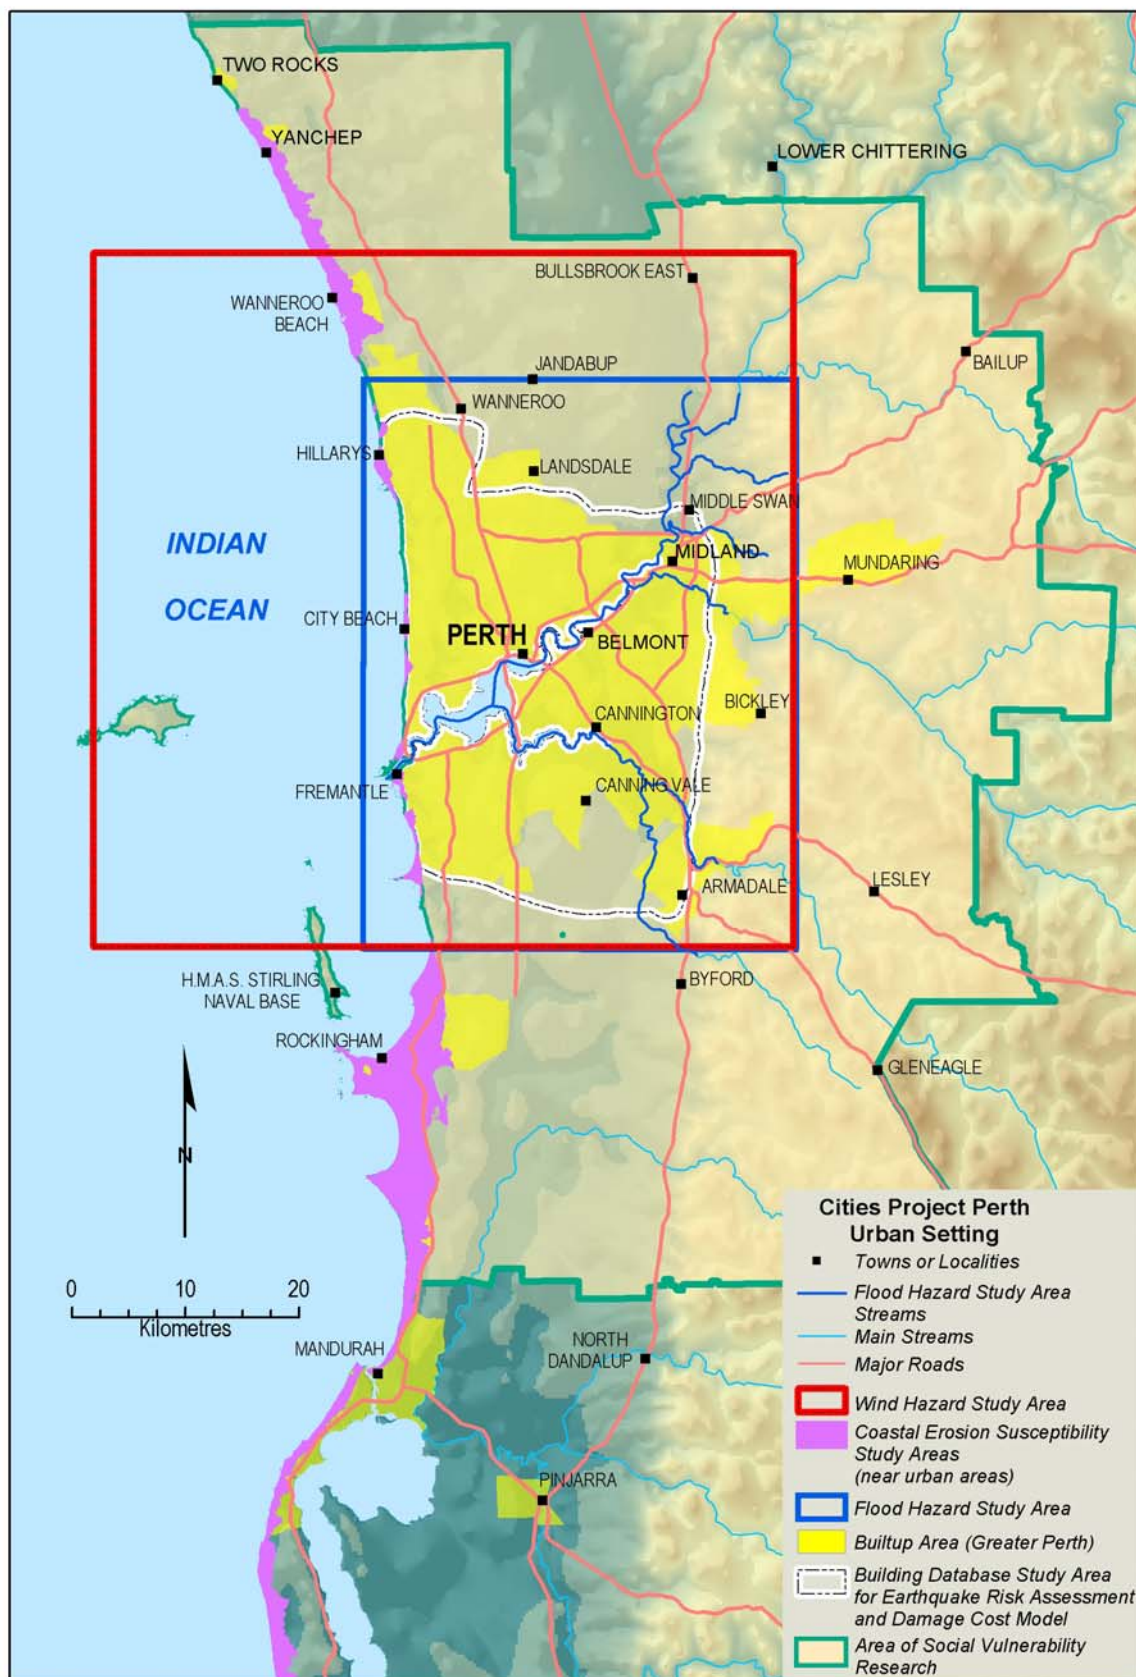 TWO ROCKS
YANCHEP
LOWER CHITTERING
BULLSBROOK EAST
WANNEROO
BEACH
BAILUP
JANDABUP
WANNEROO
HILLARYS
LANDSDALE
MIDDLE SWAN
INDIAN
OCEAN
MIDLAND
MUNDARING
CITY BEACH
PERTH
BELMONT
BICKLEY
CANNINGTON
FREMANTLE
CANNING VALE
ARMADALE
LESLEY
H.M.A.S. STIRLING
NAVAL BASE
BYFORD
ROCKINGHAM
GLENEAGLE
N
0 10 20
Kilometres
MANDURAH
NORTH
DANDALUP
PINJARRA
Cities Project Perth
Urban Setting
Towns or Localities
Flood Hazard Study Area
Streams
Main Streams
Major Roads
Wind Hazard Study Area
Coastal Erosion Susceptibility
Study Areas
(near urban areas)
Flood Hazard Study Area
Builtup Area (Greater Perth)
Building Database Study Area
for Earthquake Risk Assessment
and Damage Cost Model
Area of Social Vulnerability
Research